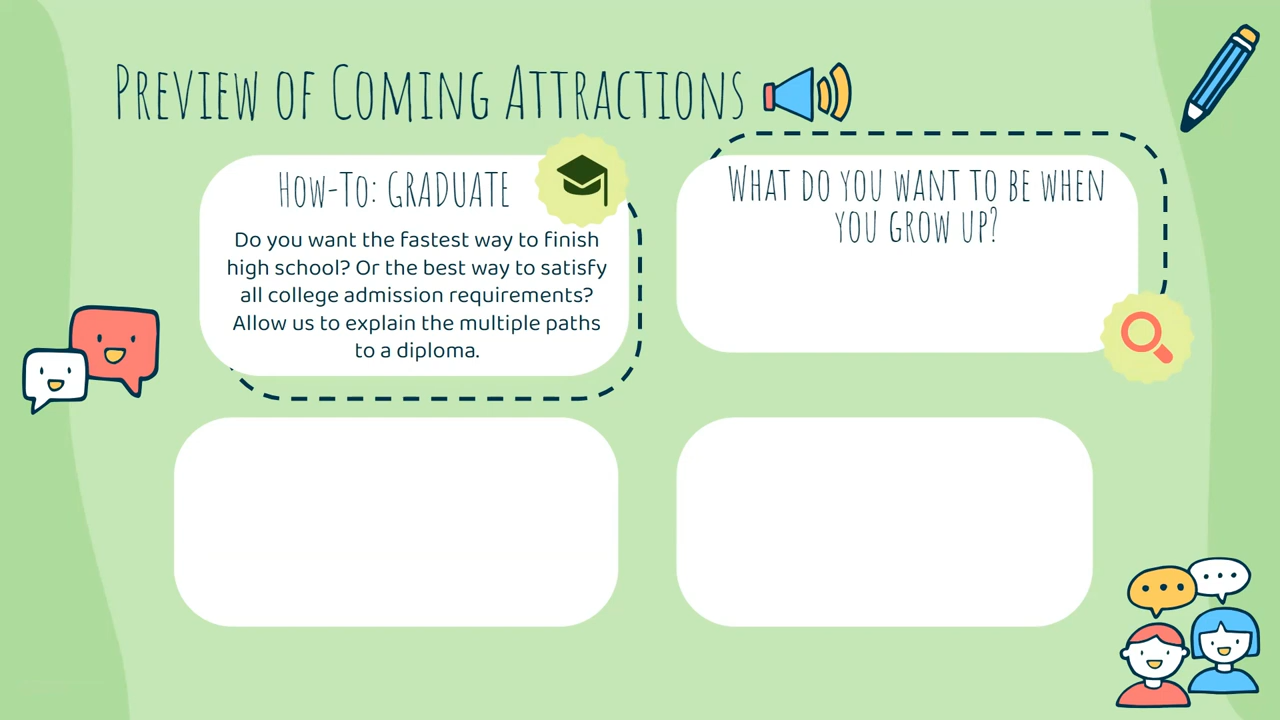 Preview of Coming Attractions
How-To: GRADUATE
Do you want the fastest way to finish
high school? Or the best way to satisfy
all college admission requirements?
Allow us to explain the multiple paths
to a diploma.
What do you want to be when
you grow up?